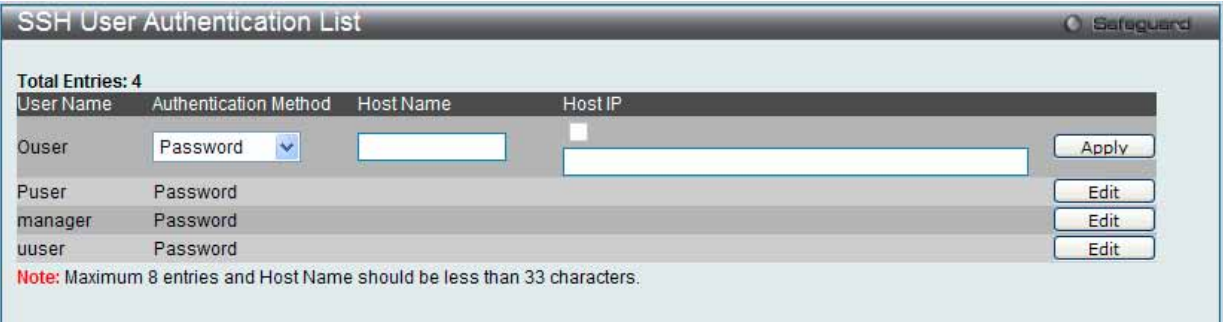 SSH User Authentication List
Safeguard
Total Entries: 4
User Name Authentication Method Host Name Host IP
Ouser Password Apply
Puser Password Edit
manager Password Edit
uuser Password Edit
Note: Maximum 8 entries and Host Name should be less than 33 characters.